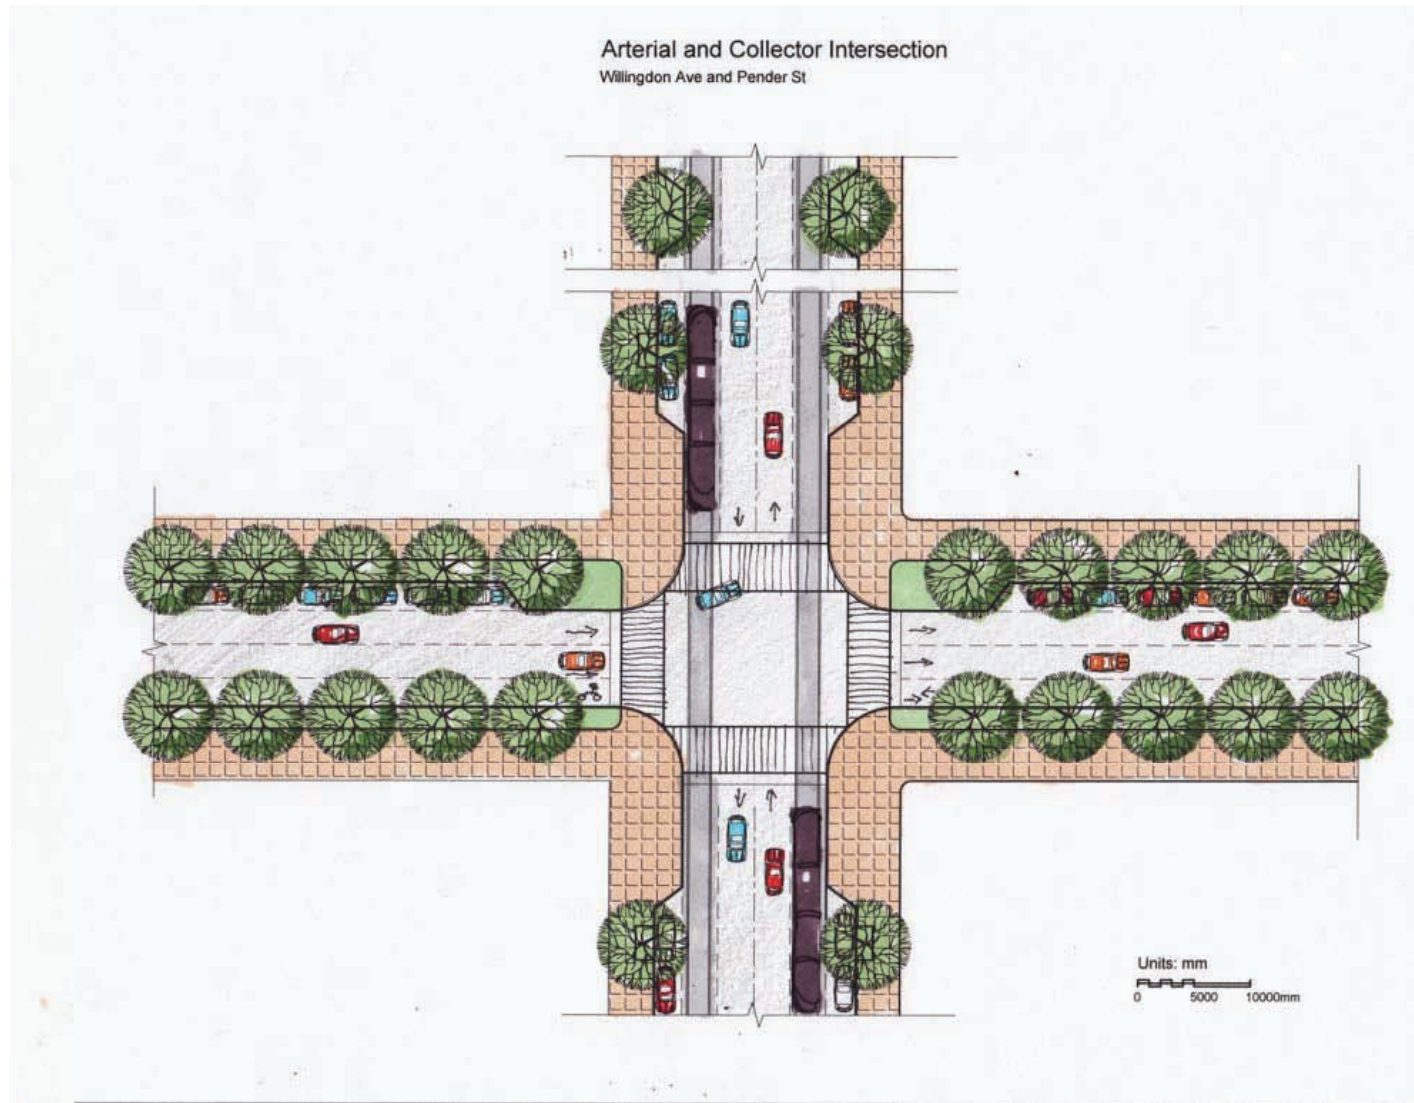 Arterial and Collector Intersection
Willingdon Ave and Pender St
Units: mm
0 5000 10000mm